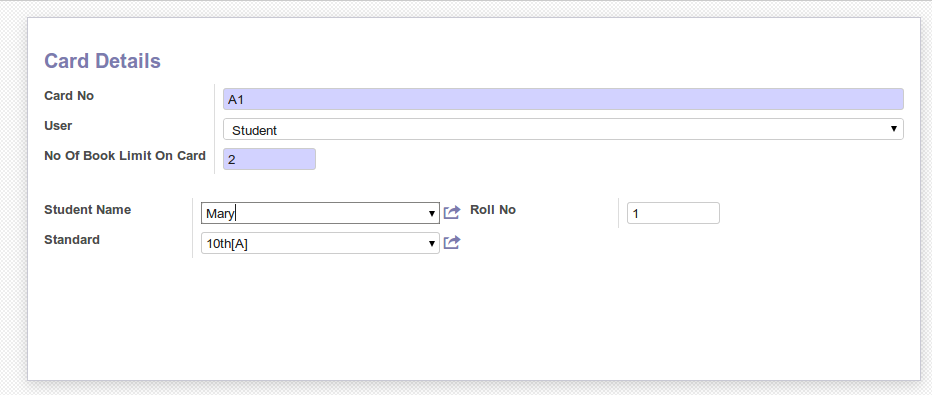 Card Details
Card No A1
User Student
No Of Book Limit On Card 2
Student Name Mary Roll No 1
Standard 10th[A]